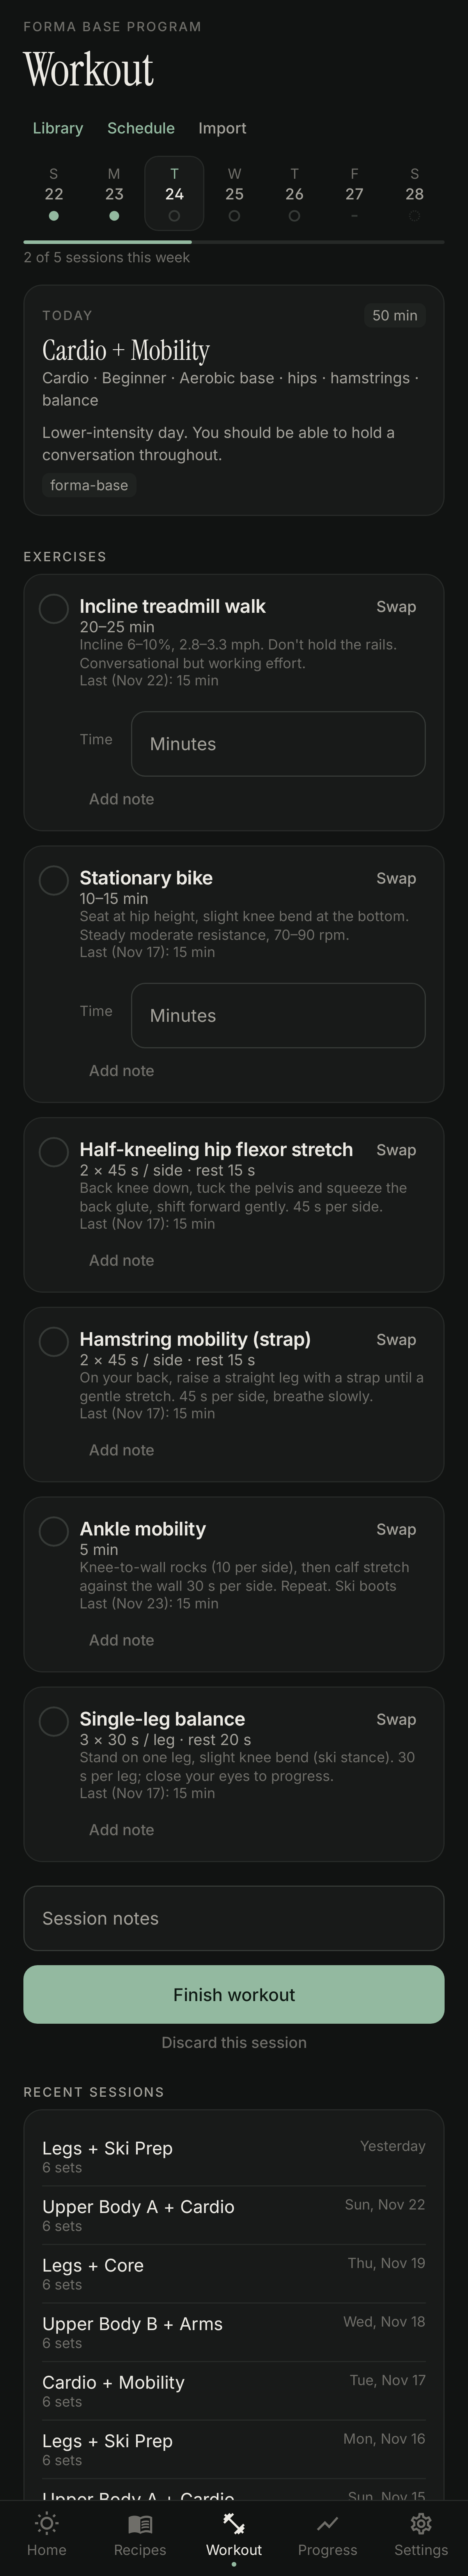 FORMA BASE PROGRAM
Workout
Library Schedule Import
S M T W T F S
22 23 24 25 26 27 28
2 of 5 sessions this week
TODAY
50 min
Cardio + Mobility
Cardio · Beginner · Aerobic base · hips · hamstrings ·
balance
Lower-intensity day. You should be able to hold a
conversation throughout.
forma-base
EXERCISES
Incline treadmill walk
Swap
20–25 min
Incline 6–10%, 2.8–3.3 mph. Don't hold the rails.
Conversational but working effort.
Last (Nov 22): 15 min
Time
Minutes
Add note
Stationary bike
Swap
10–15 min
Seat at hip height, slight knee bend at the bottom.
Steady moderate resistance, 70–90 rpm.
Last (Nov 17): 15 min
Time
Minutes
Add note
Half-kneeling hip flexor stretch
Swap
2 × 45 s / side · rest 15 s
Back knee down, tuck the pelvis and squeeze the
back glute, shift forward gently. 45 s per side.
Last (Nov 17): 15 min
Add note
Hamstring mobility (strap)
Swap
2 × 45 s / side · rest 15 s
On your back, raise a straight leg with a strap until a
gentle stretch. 45 s per side, breathe slowly.
Last (Nov 17): 15 min
Add note
Ankle mobility
Swap
5 min
Knee-to-wall rocks (10 per side), then calf stretch
against the wall 30 s per side. Repeat. Ski boots
Last (Nov 23): 15 min
Add note
Single-leg balance
Swap
3 × 30 s / leg · rest 20 s
Stand on one leg, slight knee bend (ski stance). 30
s per leg; close your eyes to progress.
Last (Nov 17): 15 min
Add note
Session notes
Finish workout
Discard this session
RECENT SESSIONS
Legs + Ski Prep
Yesterday
6 sets
Upper Body A + Cardio
Sun, Nov 22
6 sets
Legs + Core
Thu, Nov 19
6 sets
Upper Body B + Arms
Wed, Nov 18
6 sets
Cardio + Mobility
Tue, Nov 17
6 sets
Legs + Ski Prep
Mon, Nov 16
6 sets
Upper Body A + Cardio
Sun, Nov 15
Home Recipes Workout Progress Settings